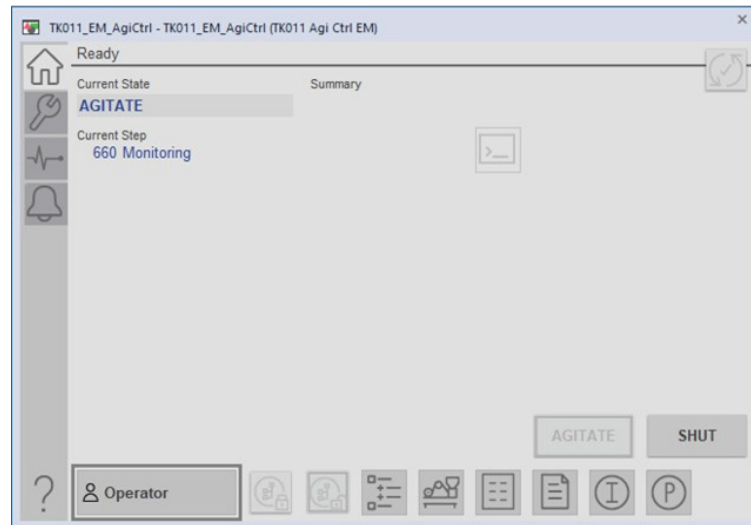 TK011_EM_AgiCtrl - TK011_EM_AgiCtrl (TK011 Agi Ctrl EM)
Ready
Current State
Summary
AGITATE
Current Step
660 Monitoring
>_
AGITATE
SHUT
?
Operator
I
P